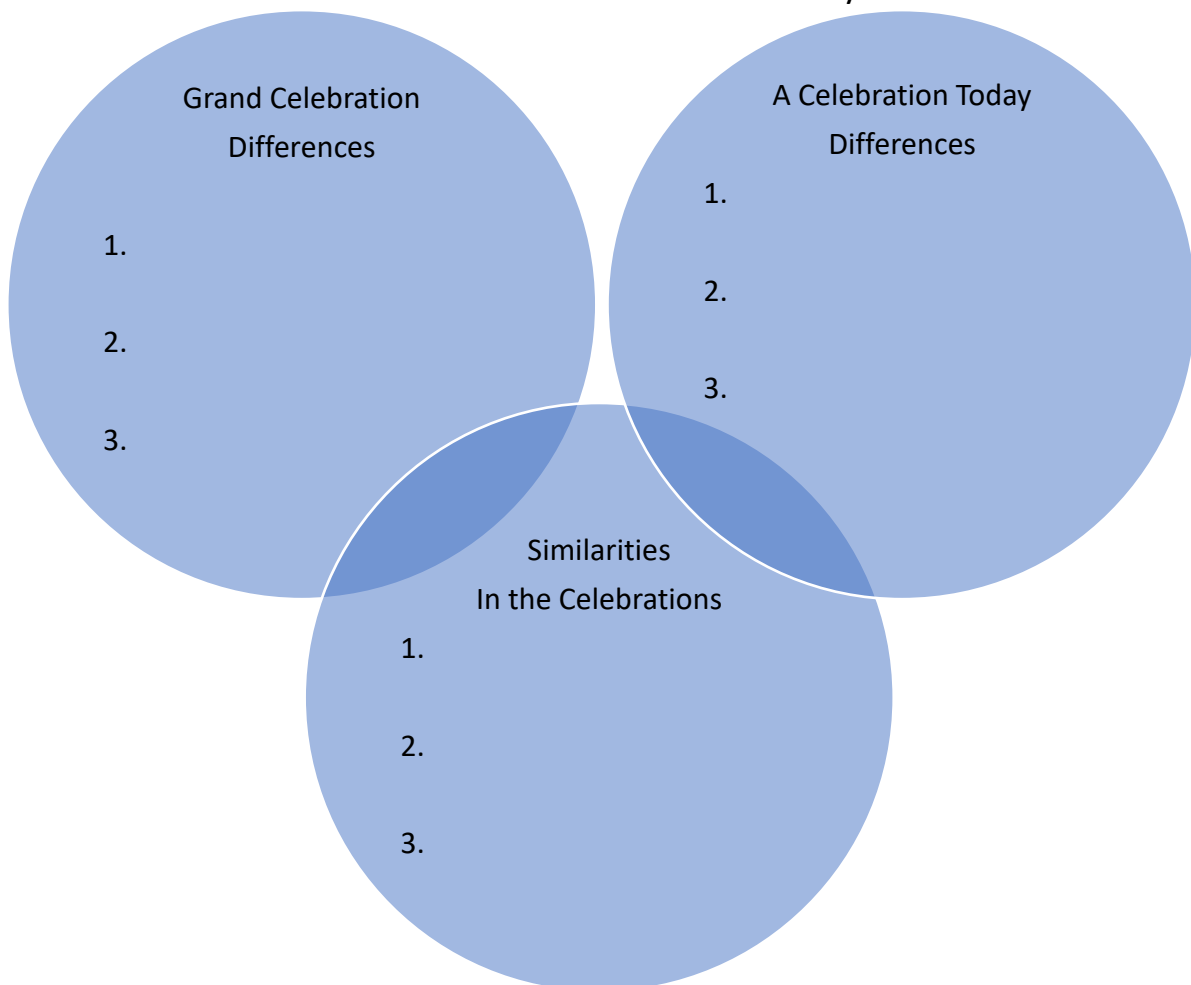 Grand Celebration
Differences
1.
2.
3.
A Celebration Today
Differences
1.
2.
3.
Similarities
In the Celebrations
1.
2.
3.